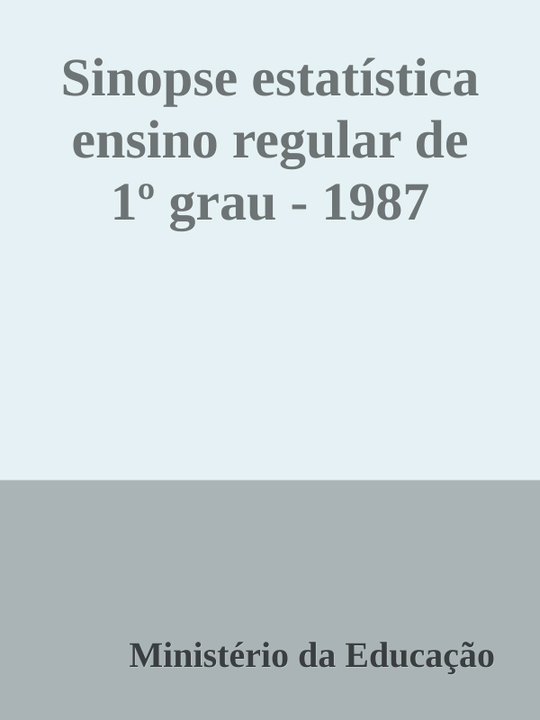 Sinopse estatística
ensino regular de
1º grau - 1987
Ministério da Educação